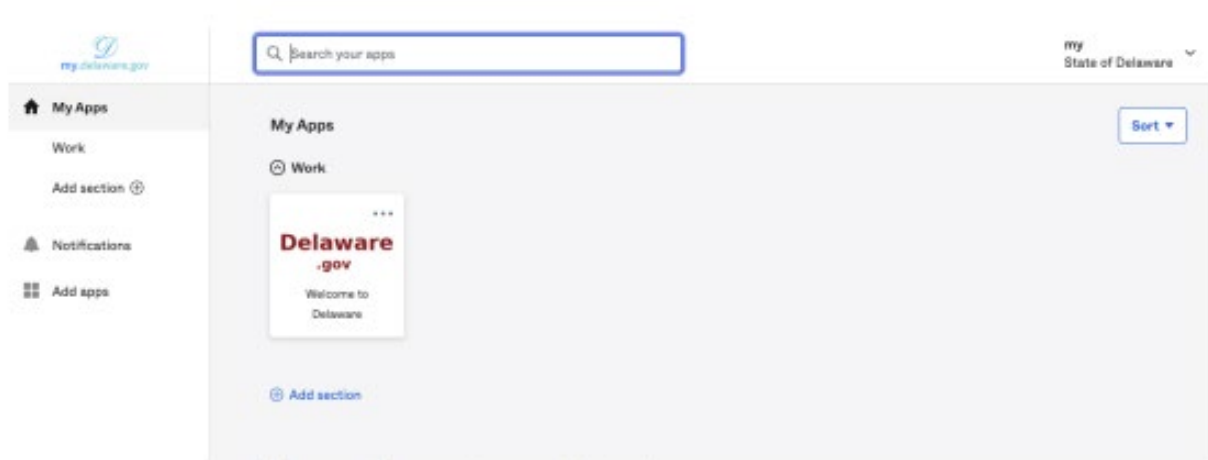 my.delaware.gov
Search your apps
my
State of Delaware
My Apps
Work
Add section
Notifications
Add apps
My Apps
Sort
Work
Delaware
.gov
Welcome to
Delaware
Add section